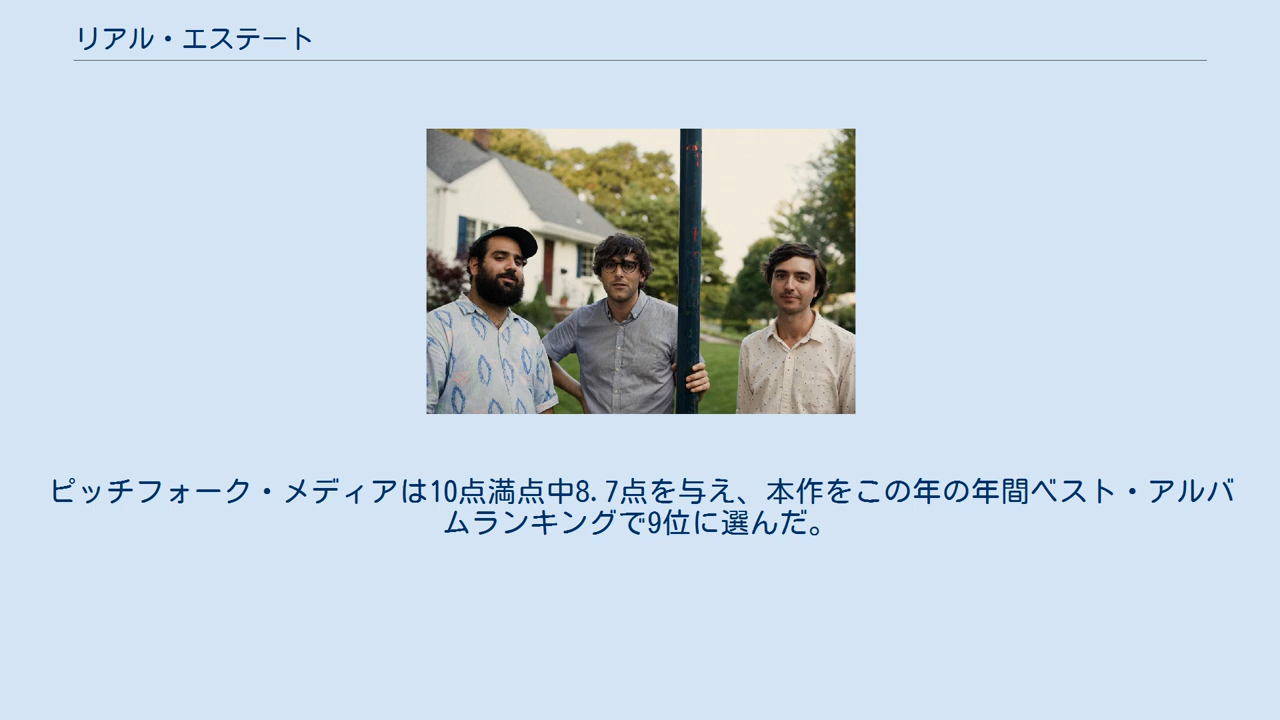 リアル・エステート
ピッチフォーク・メディアは10点満点中8.7点を与え、本作をこの年の年間ベスト・アルバ
ムランキングで9位に選んだ。